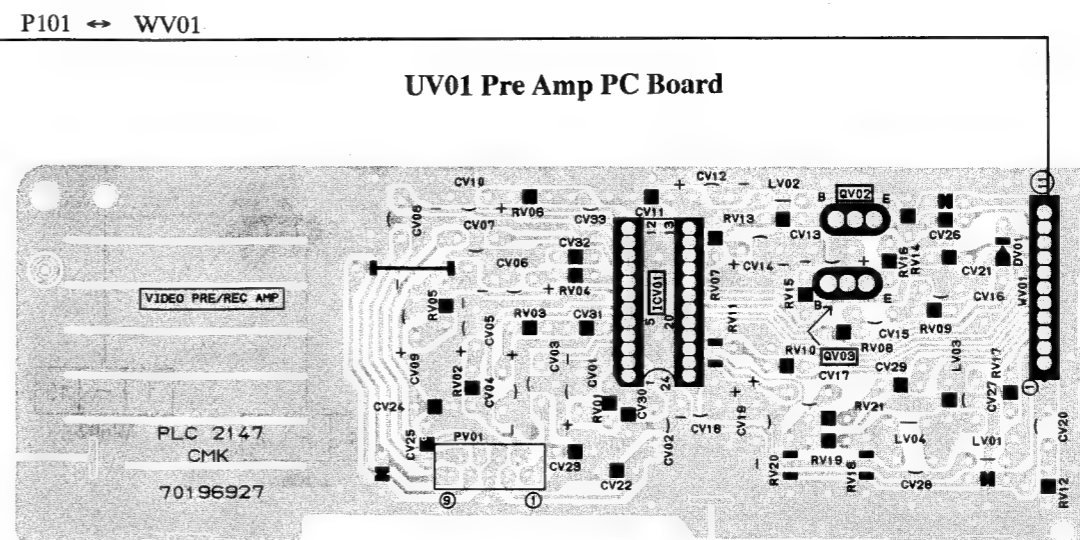 P101 ↔ WV01
UV01 Pre Amp PC Board
CV10
CV12
LV02
QV02
B
E
11
CV08
CV07
RV06
CV33
CV11
12
13
RV13
CV13
CV26
CV32
CV06
RV04
CV14
RV16
RV14
CV21
DV01
WV01
VIDEO PRE/REC AMP
RV05
ICV01
RV07
RV15
B
E
CV16
CV05
RV03
CV31
5
20
RV11
CV15
RV09
RV10
RV08
QV03
CV09
RV02
CV04
CV03
CV01
1
24
CV17
CV29
LV03
RV17
CV27
1
CV24
RV01
CV30
CV18
CV19
RV21
CV20
PLC 2147
CMK
CV25
PV01
CV23
CV02
RV19
LV04
LV01
CV22
RV20
RV18
CV28
RV12
70196927
9
1